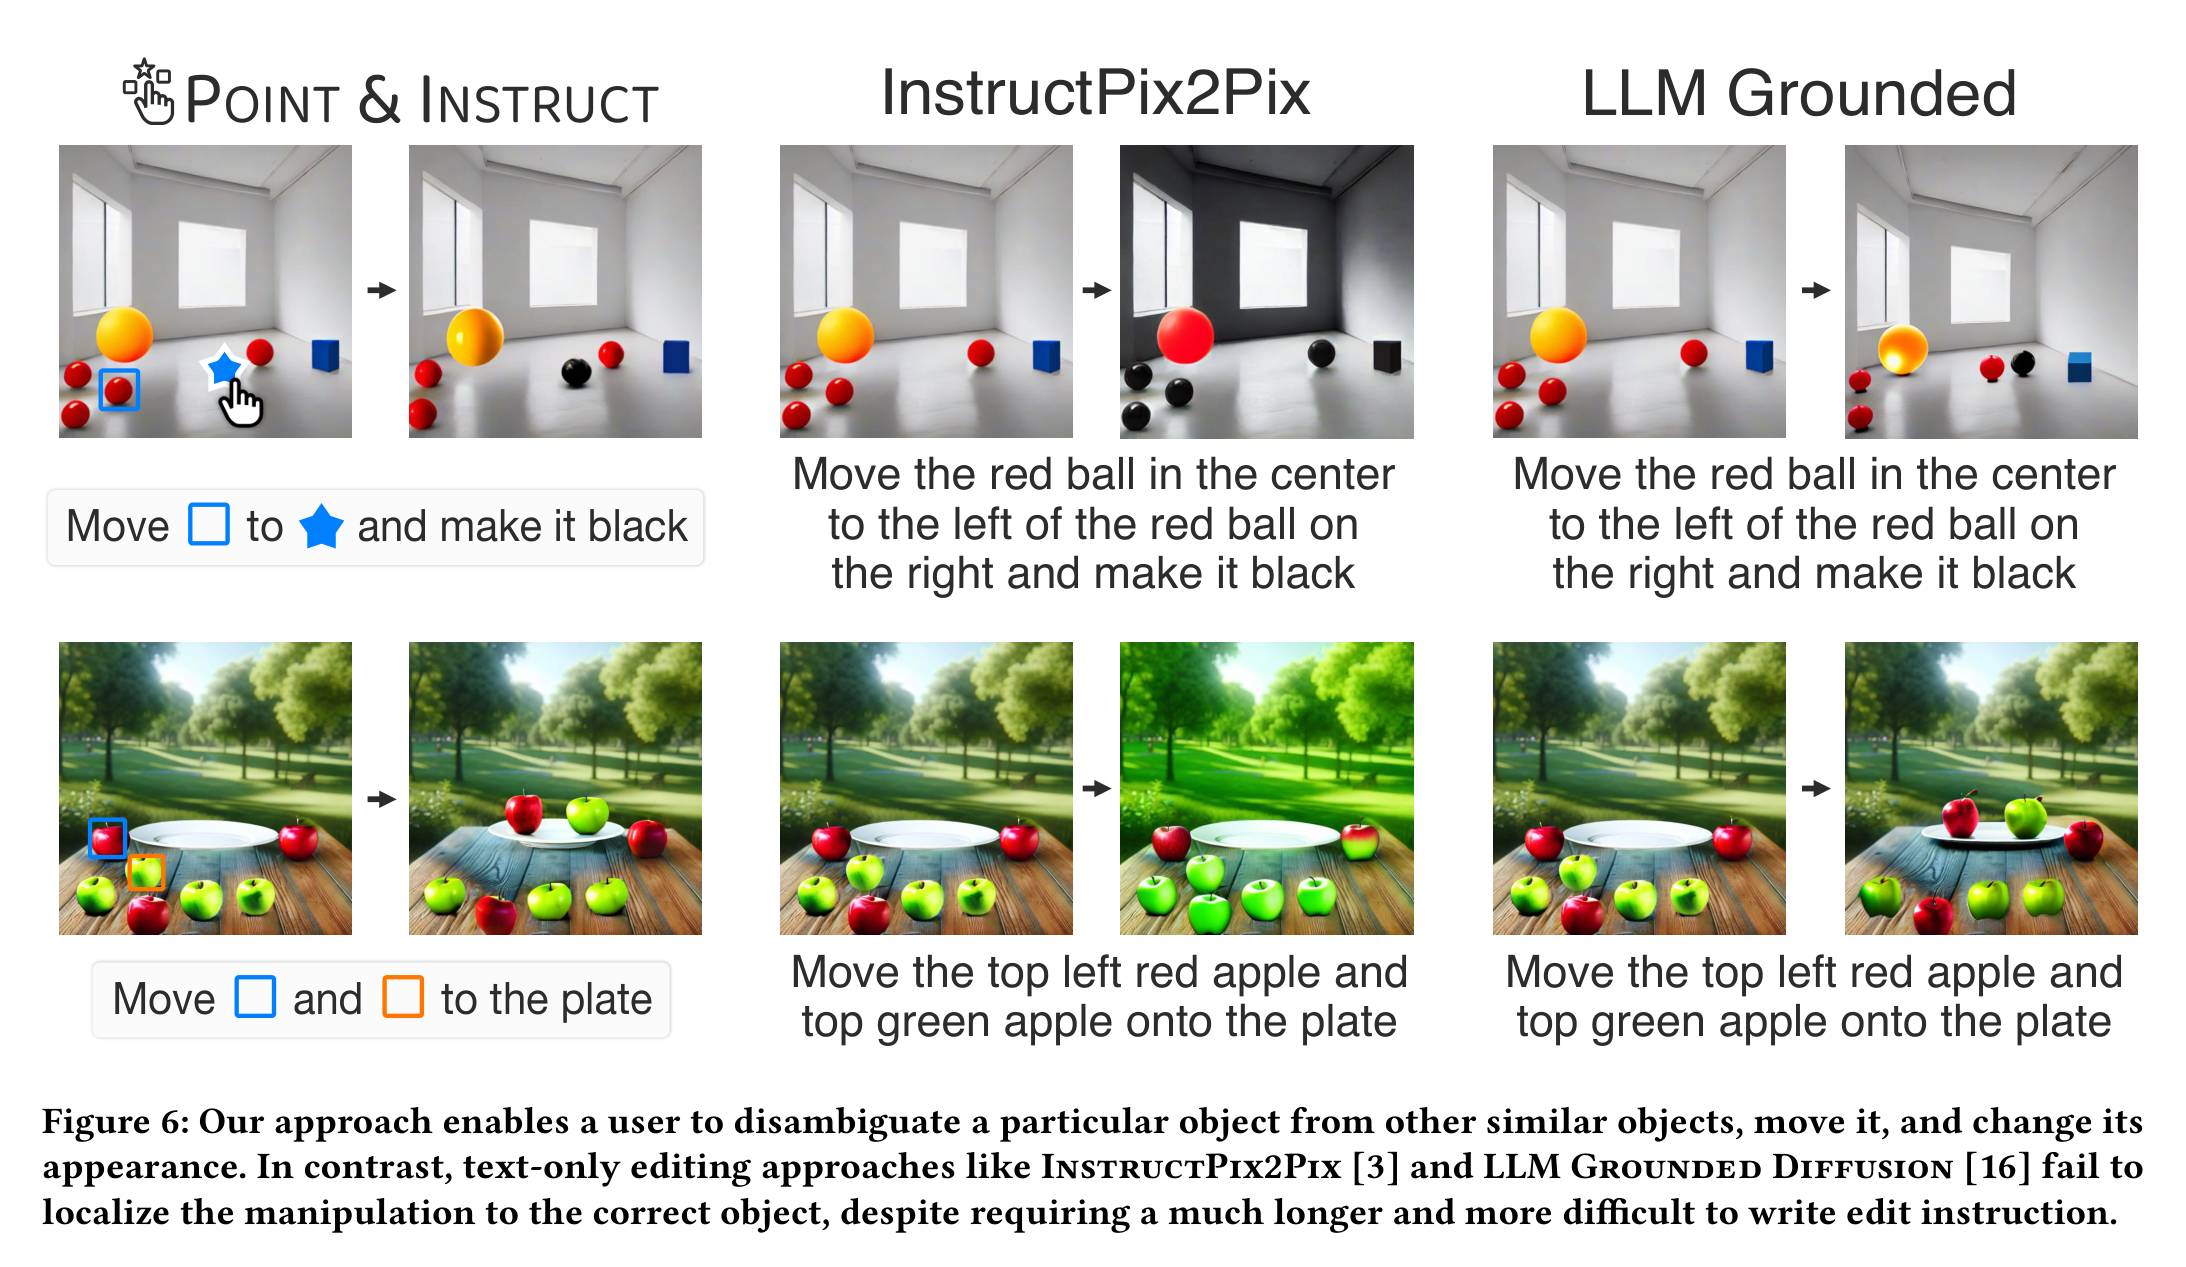 POINT & INSTRUCT
InstructPix2Pix
LLM Grounded
Move to and make it black
Move the red ball in the center
to the left of the red ball on
the right and make it black
Move the red ball in the center
to the left of the red ball on
the right and make it black
Move and to the plate
Move the top left red apple and
top green apple onto the plate
Move the top left red apple and
top green apple onto the plate
Figure 6: Our approach enables a user to disambiguate a particular object from other similar objects, move it, and change its
appearance. In contrast, text-only editing approaches like INSTRUCTPIX2PIX [3] and LLM GROUNDED DIFFUSION [16] fail to
localize the manipulation to the correct object, despite requiring a much longer and more difficult to write edit instruction.